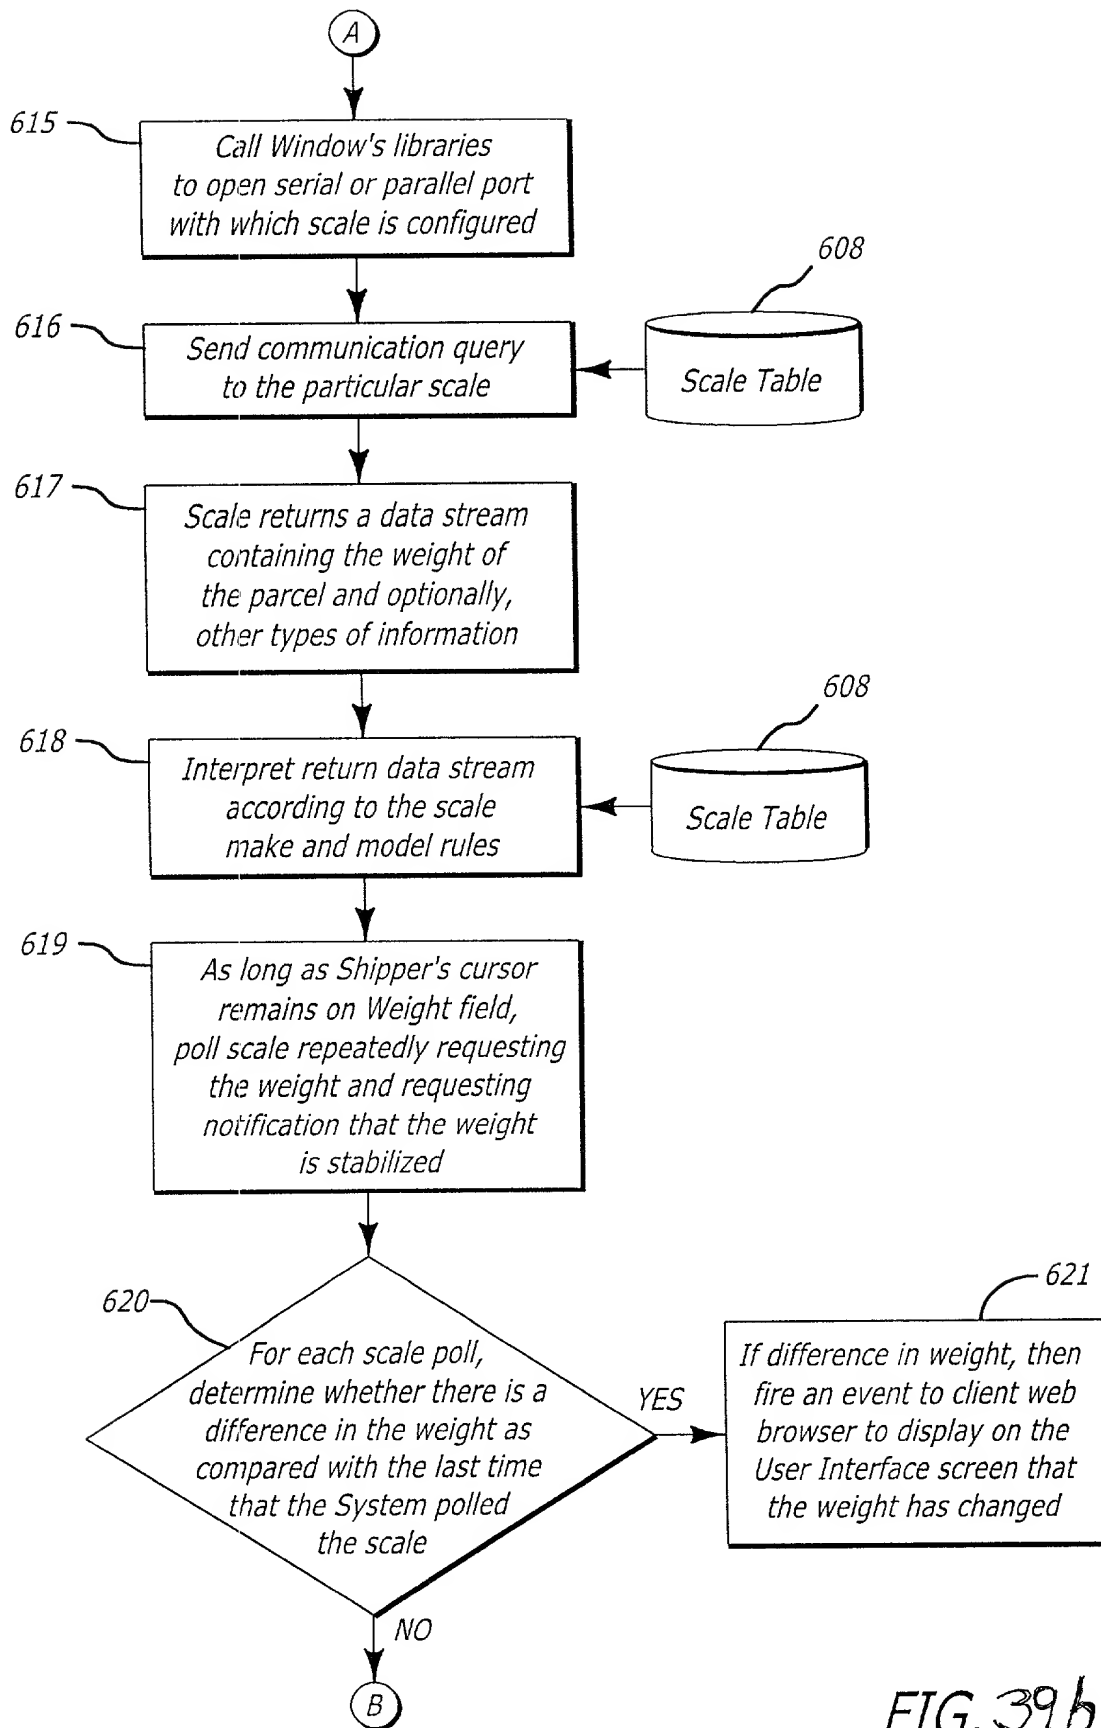 A
615
Call Window's libraries
to open serial or parallel port
with which scale is configured
608
616
Send communication query
to the particular scale
Scale Table
617
Scale returns a data stream
containing the weight of
the parcel and optionally,
other types of information
608
618
Interpret return data stream
according to the scale
make and model rules
Scale Table
619
As long as Shipper's cursor
remains on Weight field,
poll scale repeatedly requesting
the weight and requesting
notification that the weight
is stabilized
620
For each scale poll,
determine whether there is a
difference in the weight as
compared with the last time
that the System polled
the scale
YES
621
If difference in weight, then
fire an event to client web
browser to display on the
User Interface screen that
the weight has changed
NO
B
FIG. 39b